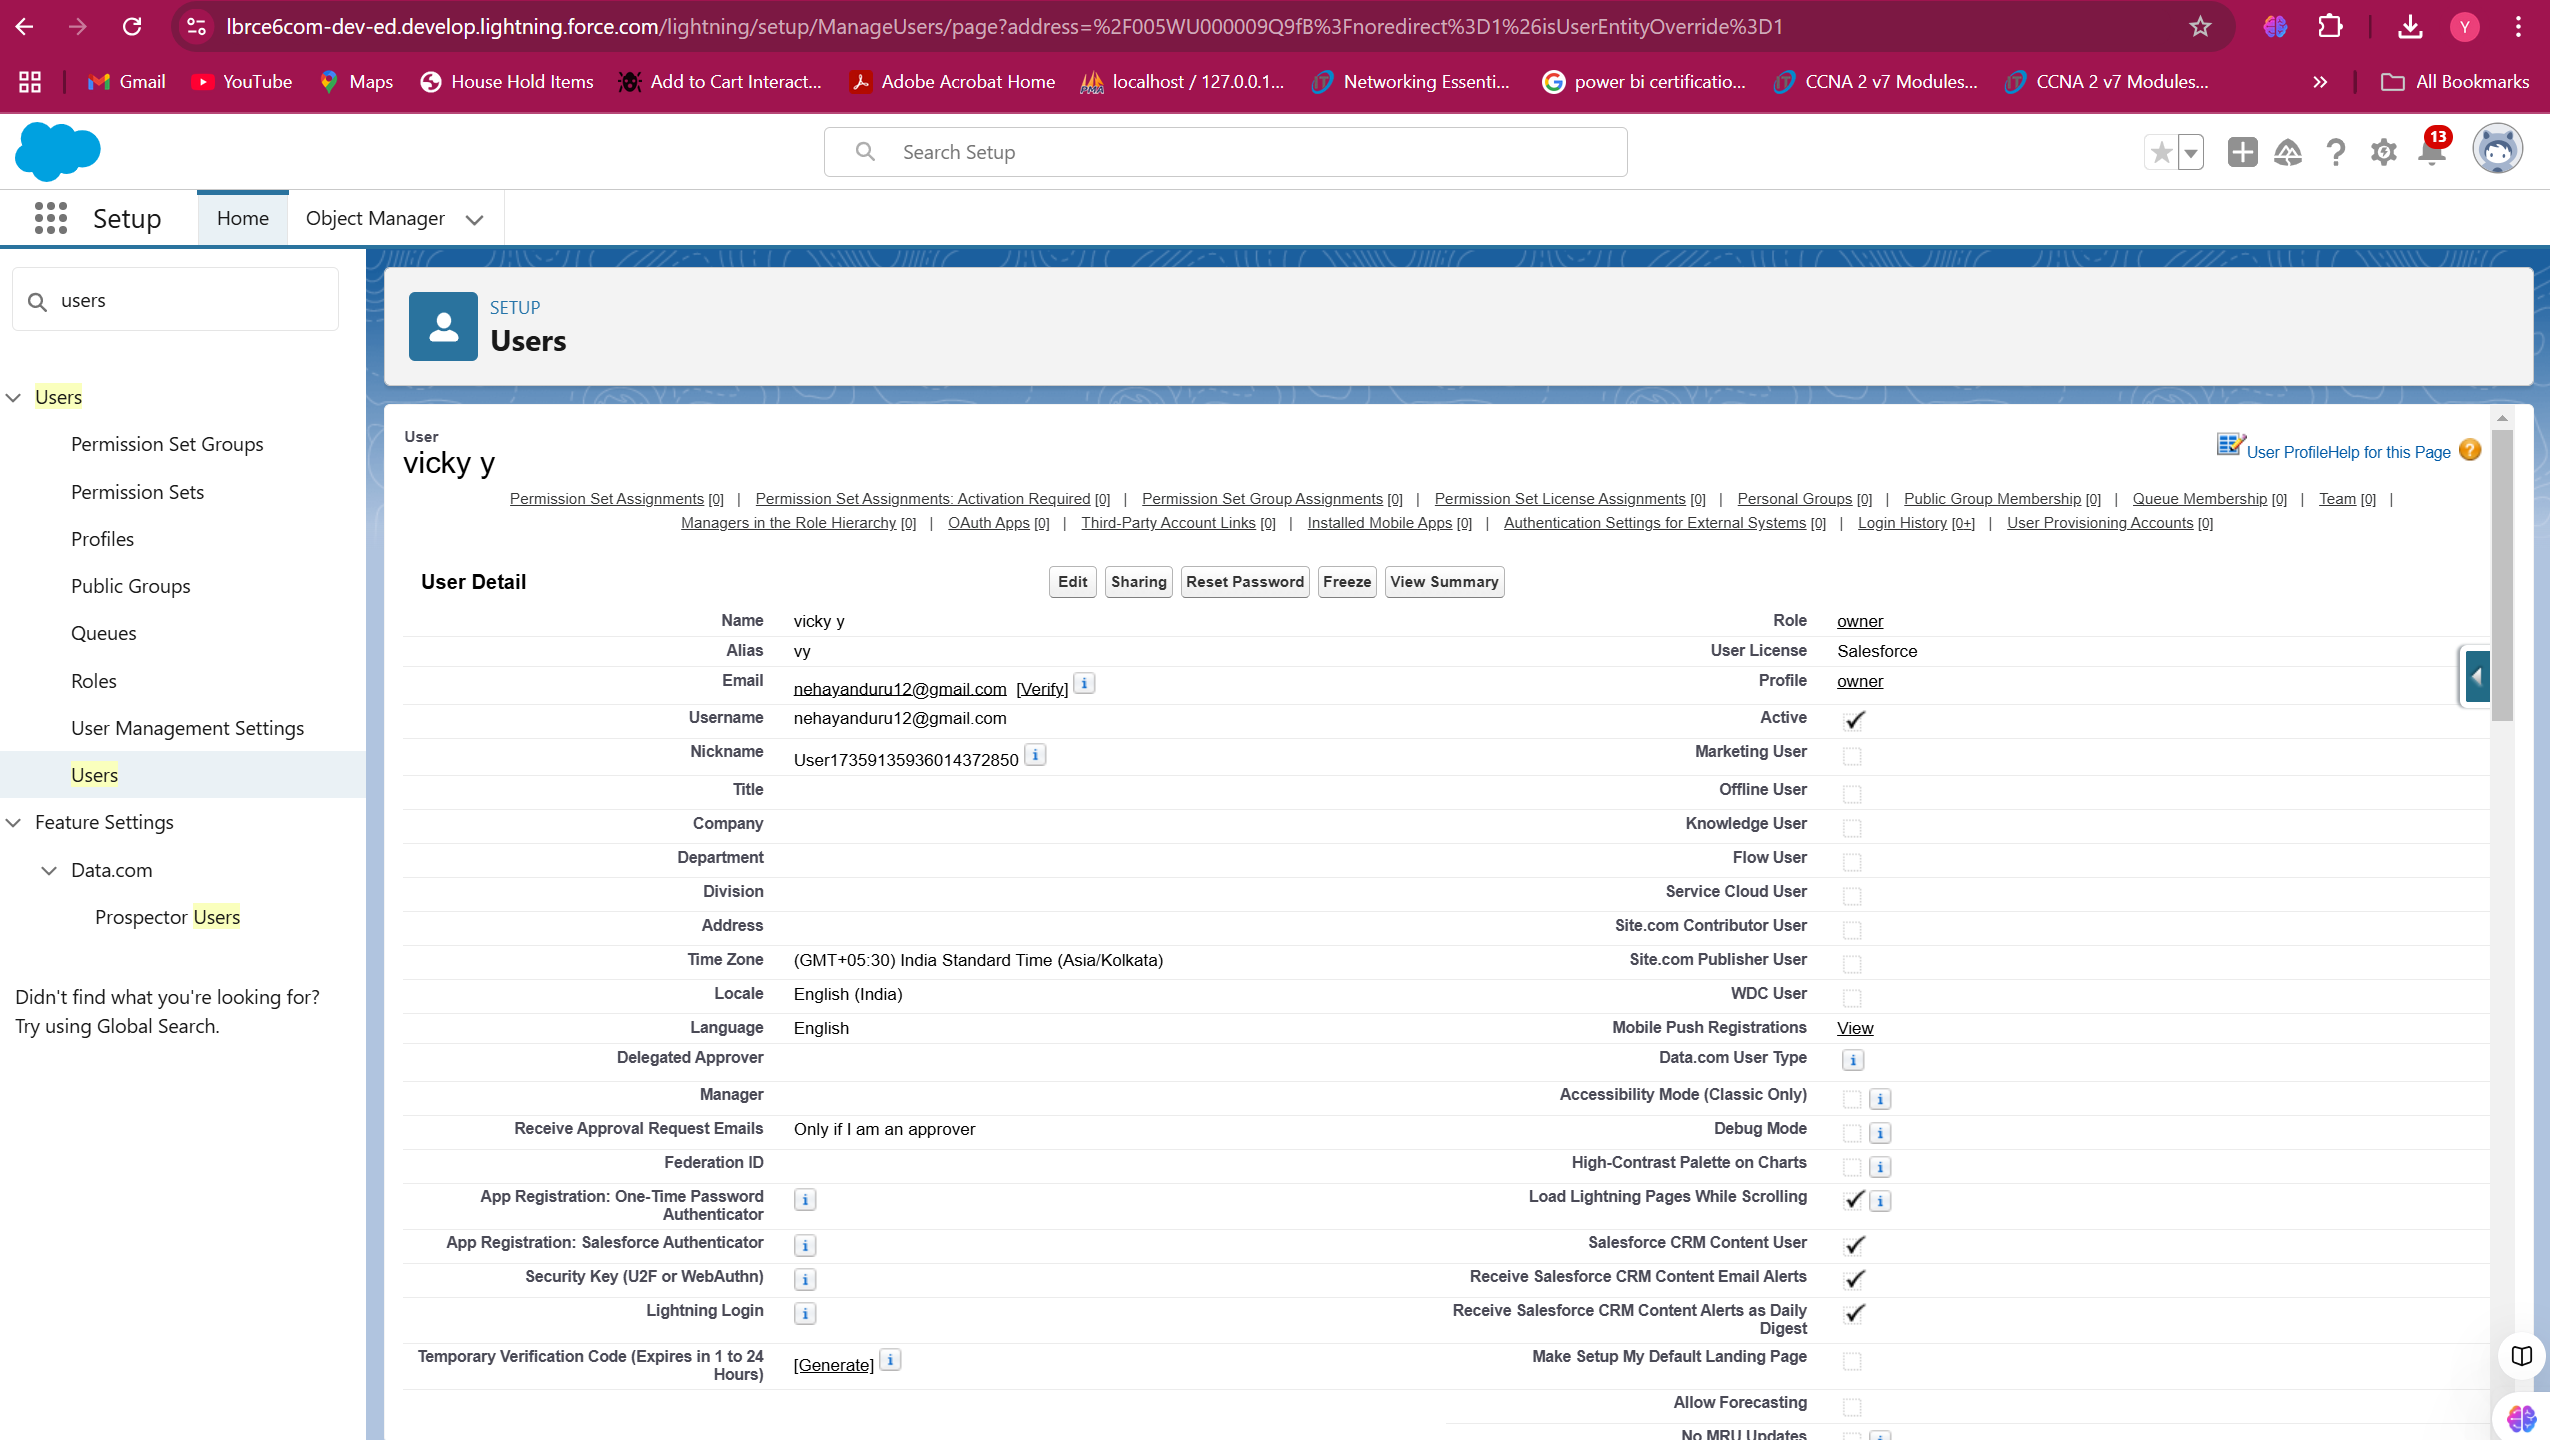 lbrce6com-dev-ed.develop.lightning.force.com/lightning/setup/ManageUsers/page?address=%2F005WU000009Q9fB%3Fnoredirect%3D1%26isUserEntityOverride%3D1
Y
Gmail YouTube Maps House Hold Items Add to Cart Interact... Adobe Acrobat Home localhost / 127.0.0.1... Networking Essenti... power bi certificatio... CCNA 2 v7 Modules... CCNA 2 v7 Modules... All Bookmarks
Search Setup
13
Setup Home Object Manager
users
Users
Permission Set Groups
Permission Sets
Profiles
Public Groups
Queues
Roles
User Management Settings
Users
Feature Settings
Data.com
Prospector Users
Didn't find what you're looking for?
Try using Global Search.
SETUP
Users
User
vicky y
User ProfileHelp for this Page
Permission Set Assignments [0] | Permission Set Assignments: Activation Required [0] | Permission Set Group Assignments [0] | Permission Set License Assignments [0] | Personal Groups [0] | Public Group Membership [0] | Queue Membership [0] | Team [0] |
Managers in the Role Hierarchy [0] | OAuth Apps [0] | Third-Party Account Links [0] | Installed Mobile Apps [0] | Authentication Settings for External Systems [0] | Login History [0+] | User Provisioning Accounts [0]
User Detail Edit Sharing Reset Password Freeze View Summary
Name vicky y Role owner
Alias vy User License Salesforce
Email nehayanduru12@gmail.com [Verify] Profile owner
Username nehayanduru12@gmail.com Active
Nickname User17359135936014372850 Marketing User
Title Offline User
Company Knowledge User
Department Flow User
Division Service Cloud User
Address Site.com Contributor User
Time Zone (GMT+05:30) India Standard Time (Asia/Kolkata) Site.com Publisher User
Locale English (India) WDC User
Language English Mobile Push Registrations View
Delegated Approver Data.com User Type
Manager Accessibility Mode (Classic Only)
Receive Approval Request Emails Only if I am an approver Debug Mode
Federation ID High-Contrast Palette on Charts
App Registration: One-Time Password Load Lightning Pages While Scrolling
Authenticator
App Registration: Salesforce Authenticator Salesforce CRM Content User
Security Key (U2F or WebAuthn) Receive Salesforce CRM Content Email Alerts
Lightning Login Receive Salesforce CRM Content Alerts as Daily
Digest
Temporary Verification Code (Expires in 1 to 24 [Generate] Make Setup My Default Landing Page
Hours)
Allow Forecasting
No MRU Updates